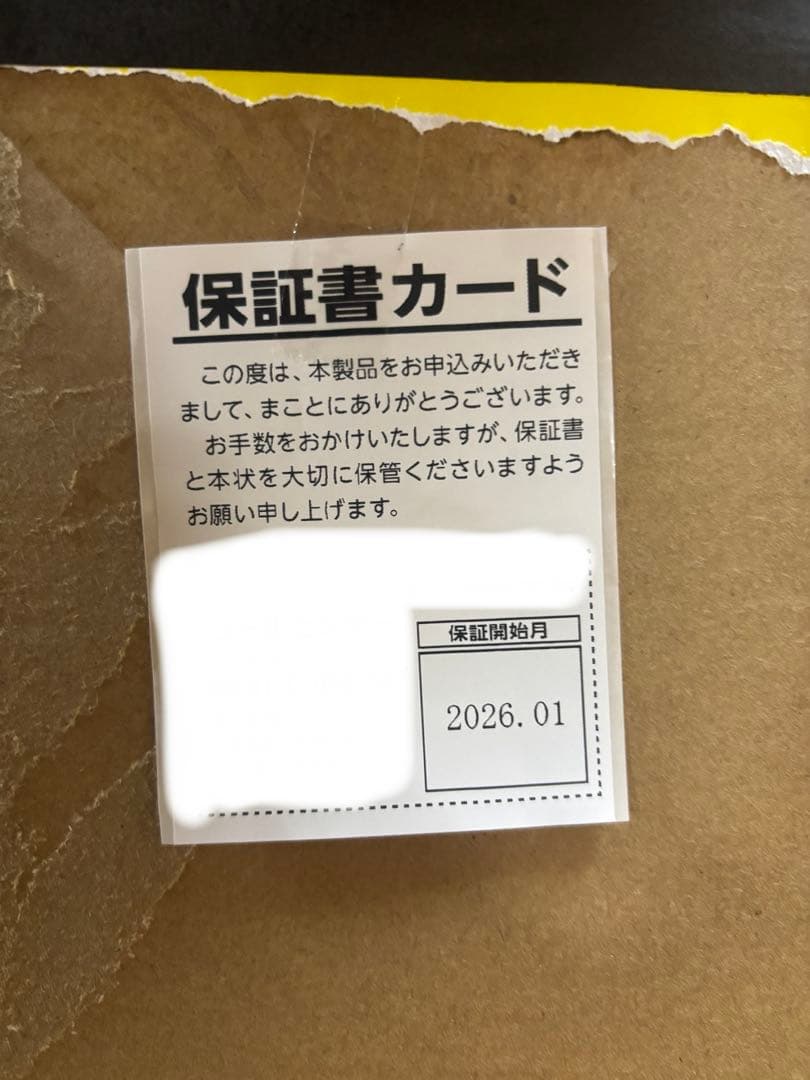 保証書カード
この度は、本製品をお申込みいただき
まして、まことにありがとうございます。
お手数をおかけいたしますが、保証書
と本状を大切に保管くださいますよう
お願い申し上げます。
保証開始月
2026.01